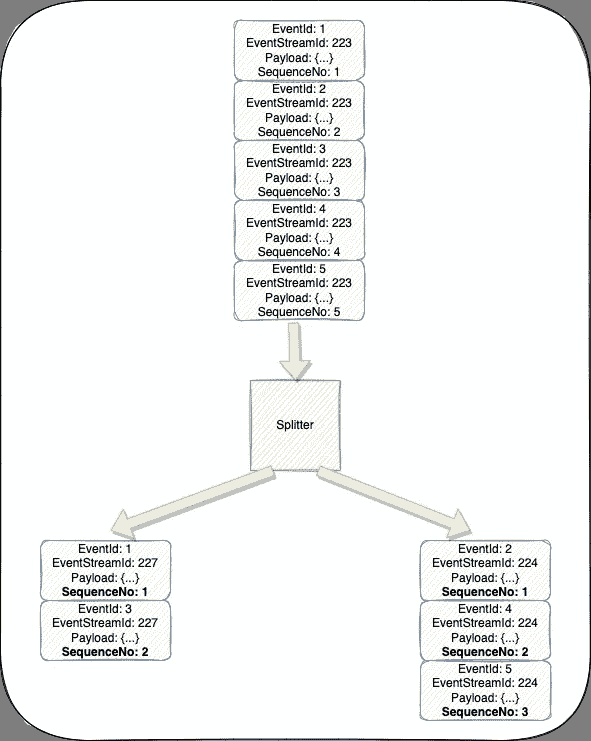 EventId: 1
EventStreamId: 223
Payload: {...}
SequenceNo: 1
EventId: 2
EventStreamId: 223
Payload: {...}
SequenceNo: 2
EventId: 3
EventStreamId: 223
Payload: {...}
SequenceNo: 3
EventId: 4
EventStreamId: 223
Payload: {...}
SequenceNo: 4
EventId: 5
EventStreamId: 223
Payload: {...}
SequenceNo: 5
Splitter
EventId: 1
EventStreamId: 227
Payload: {...}
SequenceNo: 1
EventId: 3
EventStreamId: 227
Payload: {...}
SequenceNo: 2
EventId: 2
EventStreamId: 224
Payload: {...}
SequenceNo: 1
EventId: 4
EventStreamId: 224
Payload: {...}
SequenceNo: 2
EventId: 5
EventStreamId: 224
Payload: {...}
SequenceNo: 3